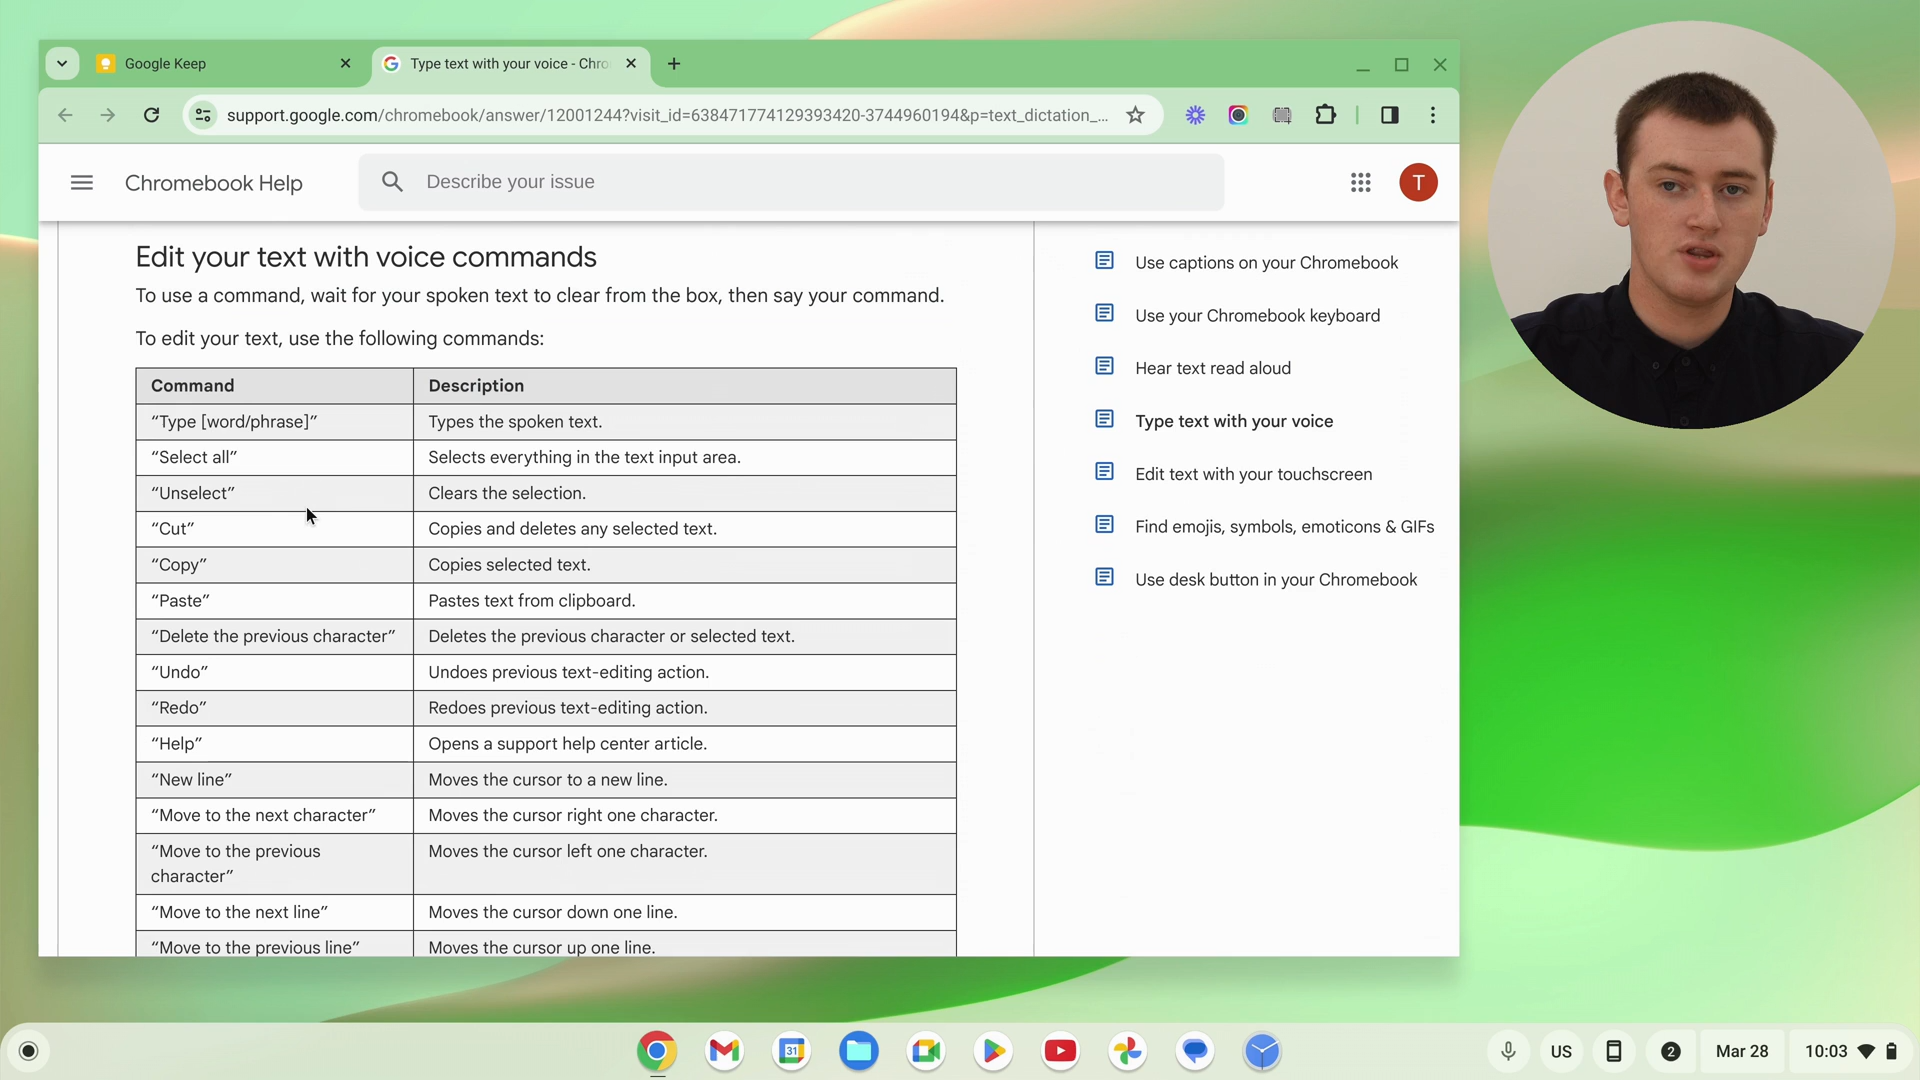 Google Keep
Type text with your voice - Chro
support.google.com/chromebook/answer/12001244?visit_id=638471774129393420-3744960194&p=text_dictation_...
Chromebook Help
Describe your issue
T
Edit your text with voice commands
To use a command, wait for your spoken text to clear from the box, then say your command.
To edit your text, use the following commands:
Command Description
“Type [word/phrase]” Types the spoken text.
“Select all” Selects everything in the text input area.
“Unselect” Clears the selection.
“Cut” Copies and deletes any selected text.
“Copy” Copies selected text.
“Paste” Pastes text from clipboard.
“Delete the previous character” Deletes the previous character or selected text.
“Undo” Undoes previous text-editing action.
“Redo” Redoes previous text-editing action.
“Help” Opens a support help center article.
“New line” Moves the cursor to a new line.
“Move to the next character” Moves the cursor right one character.
“Move to the previous Moves the cursor left one character.
character”
“Move to the next line” Moves the cursor down one line.
“Move to the previous line” Moves the cursor up one line.
Use captions on your Chromebook
Use your Chromebook keyboard
Hear text read aloud
Type text with your voice
Edit text with your touchscreen
Find emojis, symbols, emoticons & GIFs
Use desk button in your Chromebook
31
US
2
Mar 28
10:03